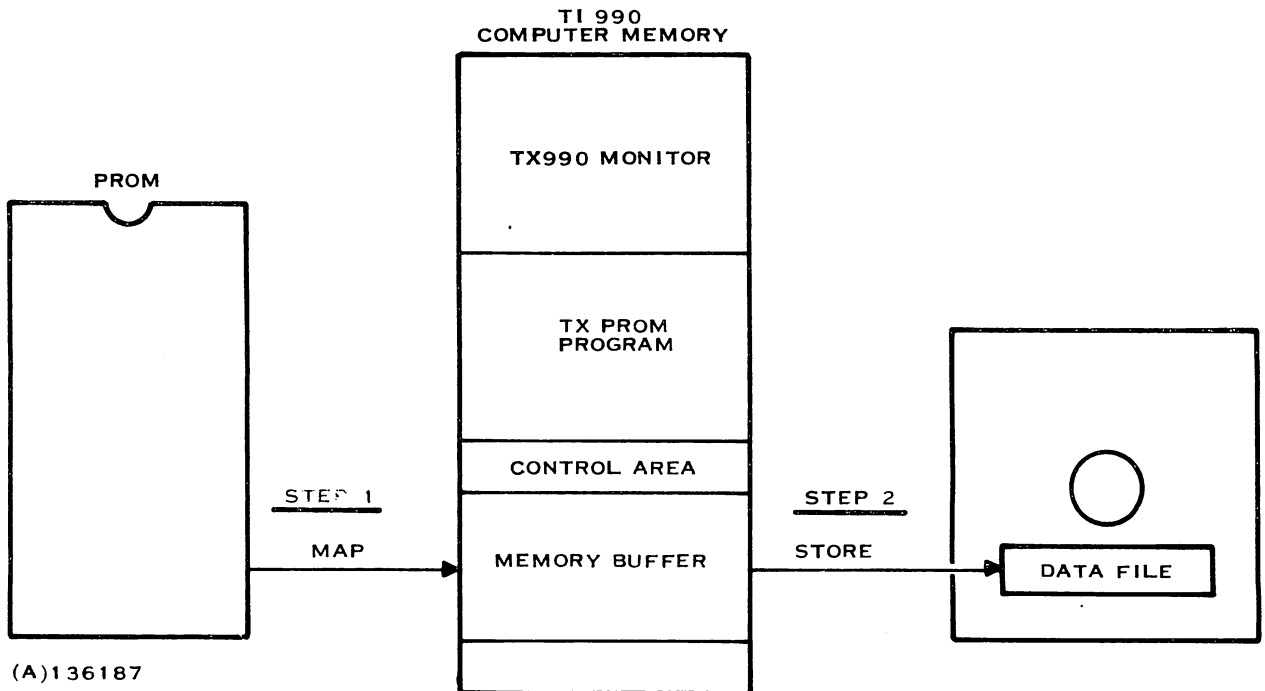 TI 990
COMPUTER MEMORY
TX990 MONITOR
PROM
TX PROM
PROGRAM
CONTROL AREA
STEP 1
STEP 2
MAP
MEMORY BUFFER
STORE
DATA FILE
(A)136187